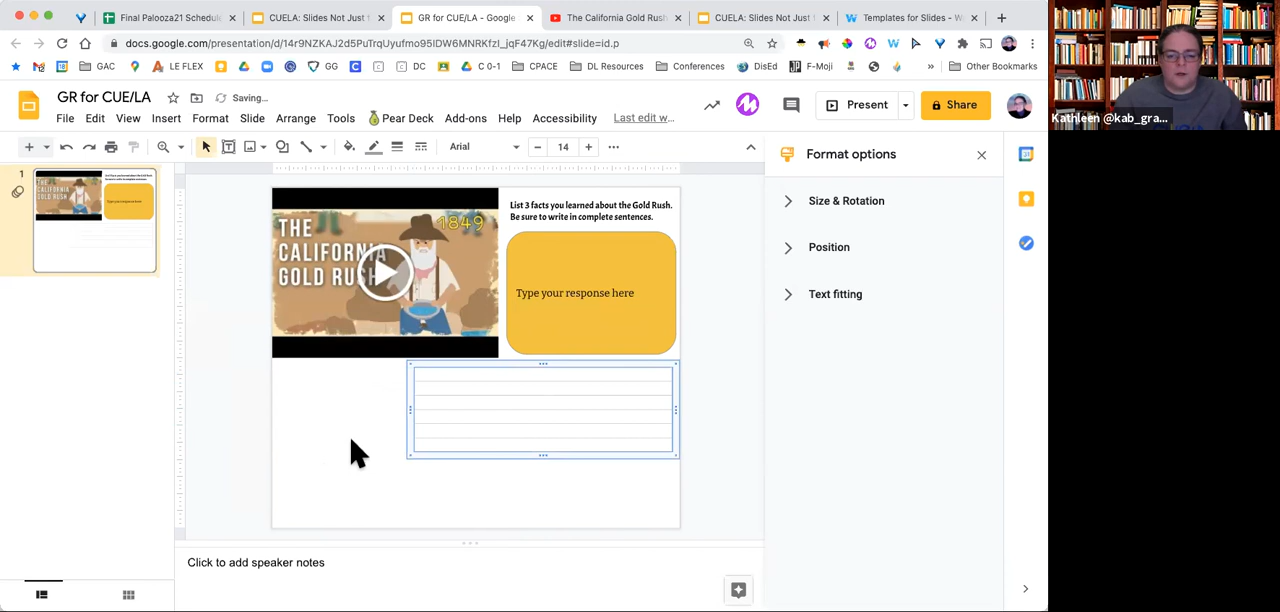 Final Palooza21 Schedul
CUELA: Slides Not Just f
GR for CUE/LA - Google
The California Gold Rush
CUELA: Slides Not Just f
Templates for Slides - W
docs.google.com/presentation/d/14r9NZKAJ2d5PuTrqUyufmo95IDW6MNRKfzI_jqF47Kg/edit#slide=id.p
GAC
LE FLEX
GG
DC
C 0-1
CPACE
DL Resources
Conferences
DisEd
F-Moji
Other Bookmarks
Kathleen @kab_gra...
GR for CUE/LA
Saving...
File Edit View Insert Format Slide Arrange Tools Pear Deck Add-ons Help Accessibility Last edit w...
Present
Share
Arial
14
Format options
Size & Rotation
Position
Text fitting
1
THE
CALIFORNIA
GOLD RUSH
1849
List 3 facts you learned about the Gold Rush.
Be sure to write in complete sentences.
Type your response here
Click to add speaker notes